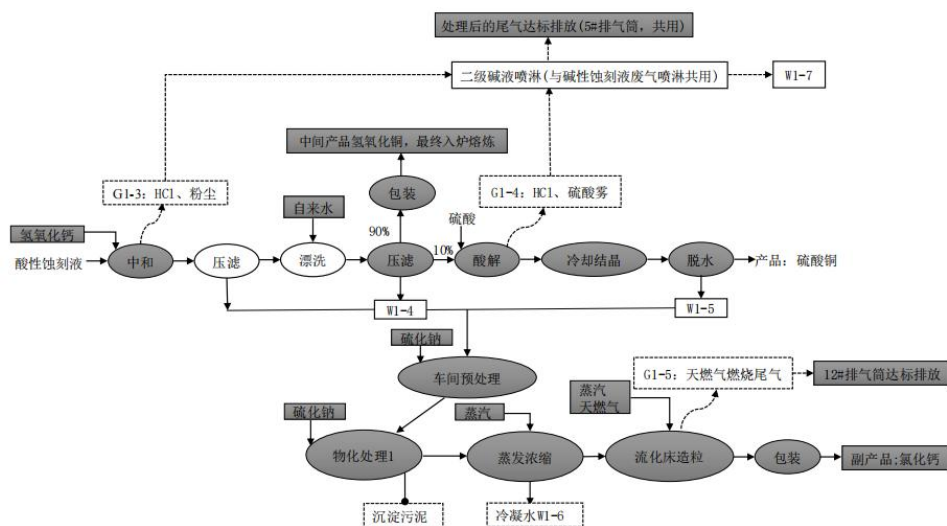 处理后的尾气达标排放(5#排气筒，共用)
二级碱液喷淋(与碱性蚀刻液废气喷淋共用)
W1-7
中间产品氢氧化铜，最终入炉熔炼
G1-3：HCl、粉尘
包装
G1-4：HCl、硫酸雾
自来水
硫酸
氢氧化钙
90%
10%
酸性蚀刻液
中和
压滤
漂洗
压滤
酸解
冷却结晶
脱水
产品：硫酸铜
W1-4
W1-5
硫化钠
车间预处理
G1-5：天燃气燃烧尾气
12#排气筒达标排放
蒸汽
天燃气
硫化钠
蒸汽
物化处理1
蒸发浓缩
流化床造粒
包装
副产品:氯化钙
沉淀污泥
冷凝水W1-6